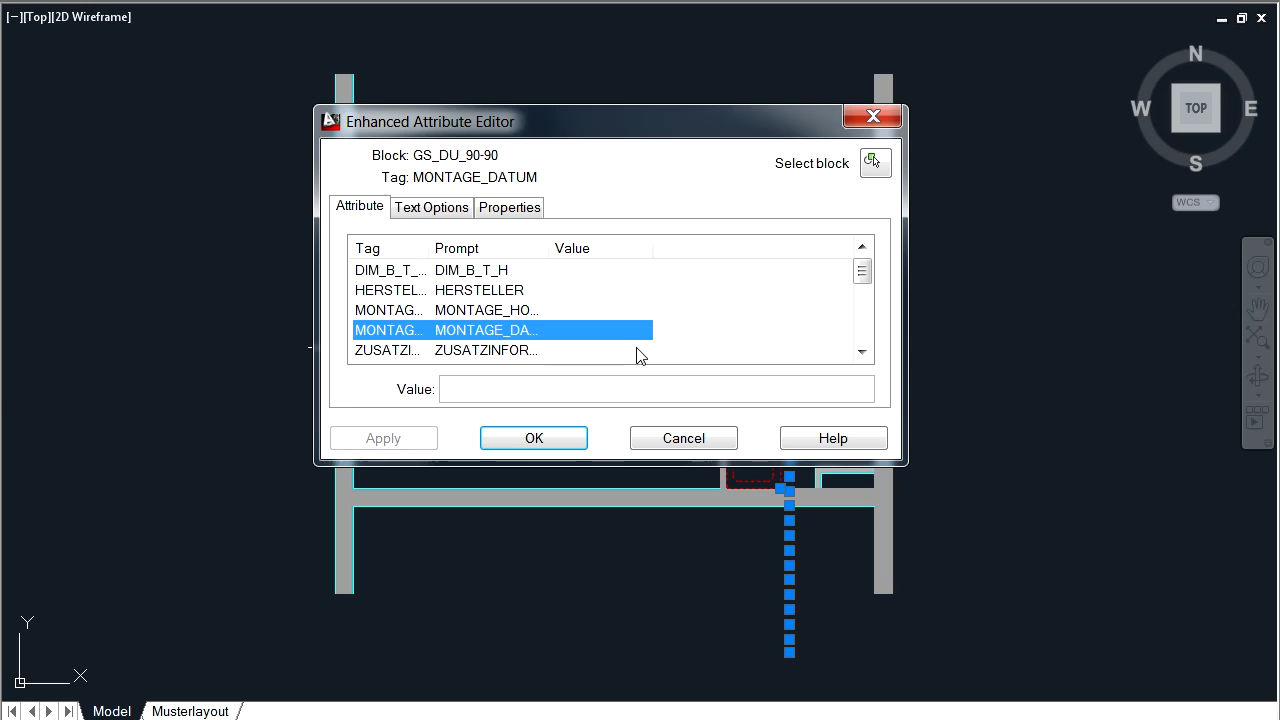 [−][Top][2D Wireframe]
N
W TOP E
S
WCS
Enhanced Attribute Editor
Block: GS_DU_90-90
Tag: MONTAGE_DATUM
Select block
Attribute Text Options Properties
Tag Prompt Value
DIM_B_T_... DIM_B_T_H
HERSTEL... HERSTELLER
MONTAG... MONTAGE_HO...
MONTAG... MONTAGE_DA...
ZUSATZI... ZUSATZINFOR...
Value:
Apply OK Cancel Help
Y
X
Model Musterlayout